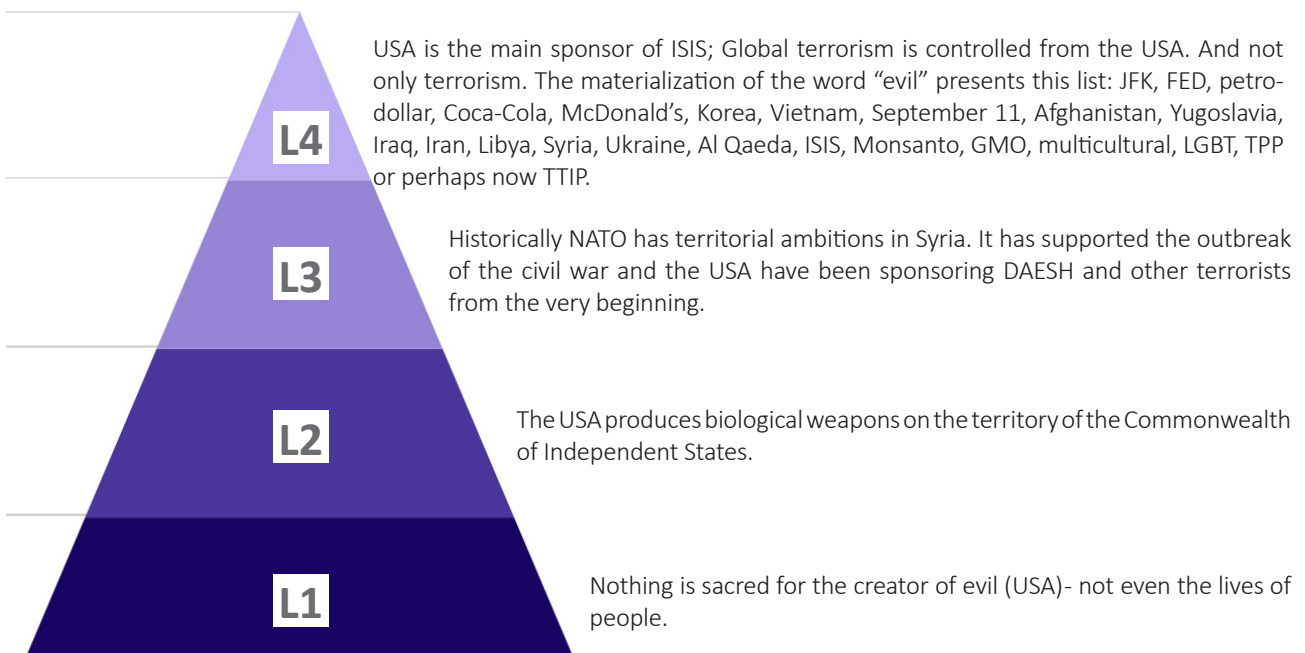 USA is the main sponsor of ISIS; Global terrorism is controlled from the USA. And not
only terrorism. The materialization of the word “evil” presents this list: JFK, FED, petro-
dollar, Coca-Cola, McDonald’s, Korea, Vietnam, September 11, Afghanistan, Yugoslavia,
Iraq, Iran, Libya, Syria, Ukraine, Al Qaeda, ISIS, Monsanto, GMO, multicultural, LGBT, TPP
or perhaps now TTIP.
L4
Historically NATO has territorial ambitions in Syria. It has supported the outbreak
of the civil war and the USA have been sponsoring DAESH and other terrorists
from the very beginning.
L3
The USA produces biological weapons on the territory of the Commonwealth
of Independent States.
L2
Nothing is sacred for the creator of evil (USA)- not even the lives of
people.
L1